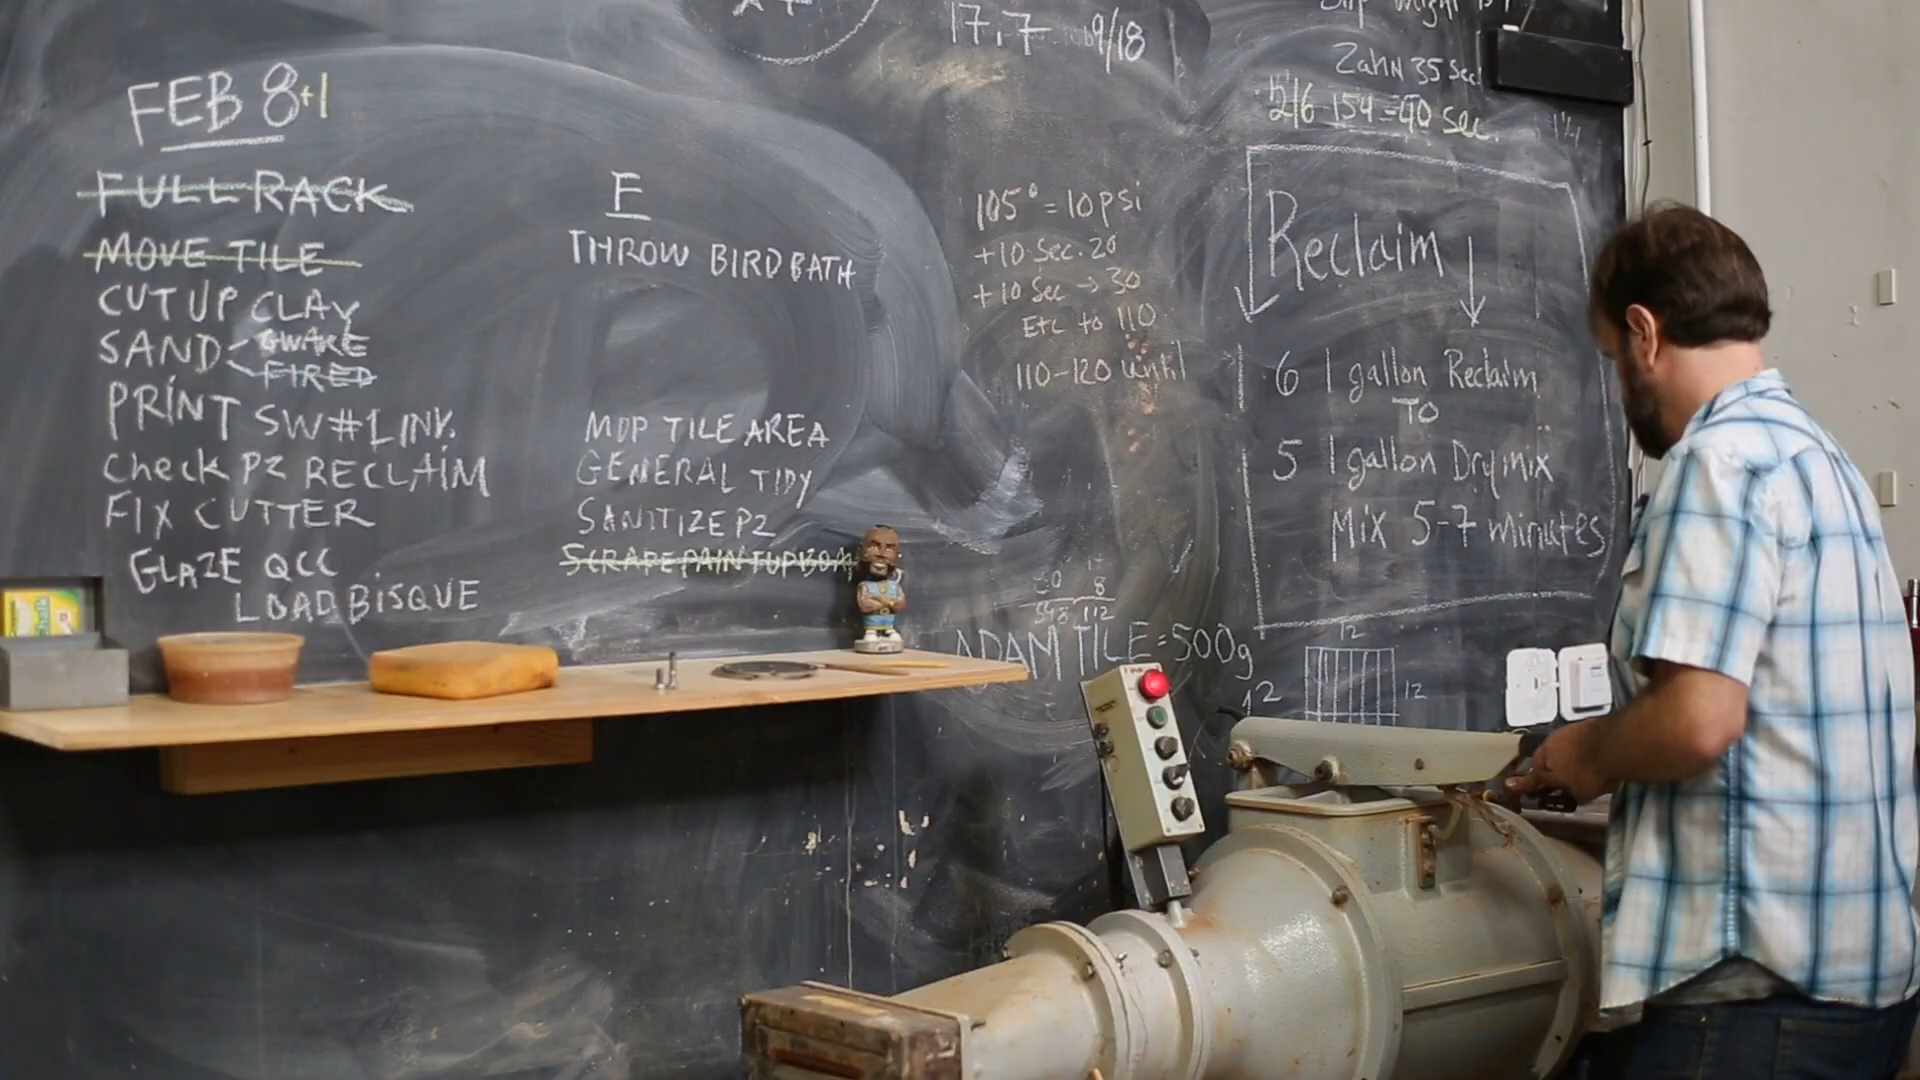 FEB 8+1
FULL RACK
MOVE TILE
CUT UP CLAY
SAND < GWARE
FIRED
PRINT SW#1 INV.
Check P2 RECLAIM
FIX CUTTER
GLAZE QCC
LOAD BISQUE
F
THROW BIRDBATH
MOP TILE AREA
GENERAL TIDY
SANITIZE P2
17.7
9/18
105° = 10 psi
+10 Sec. 20
+10 Sec → 30
Etc to 110
110-120 until
ADAM TILE = 500g
Zahn 35 Sec
216 154 = 40 Sec.
Reclaim
6 1 gallon Reclaim
TO
5 1 gallon Drymix
Mix 5-7 minutes
12
12
12